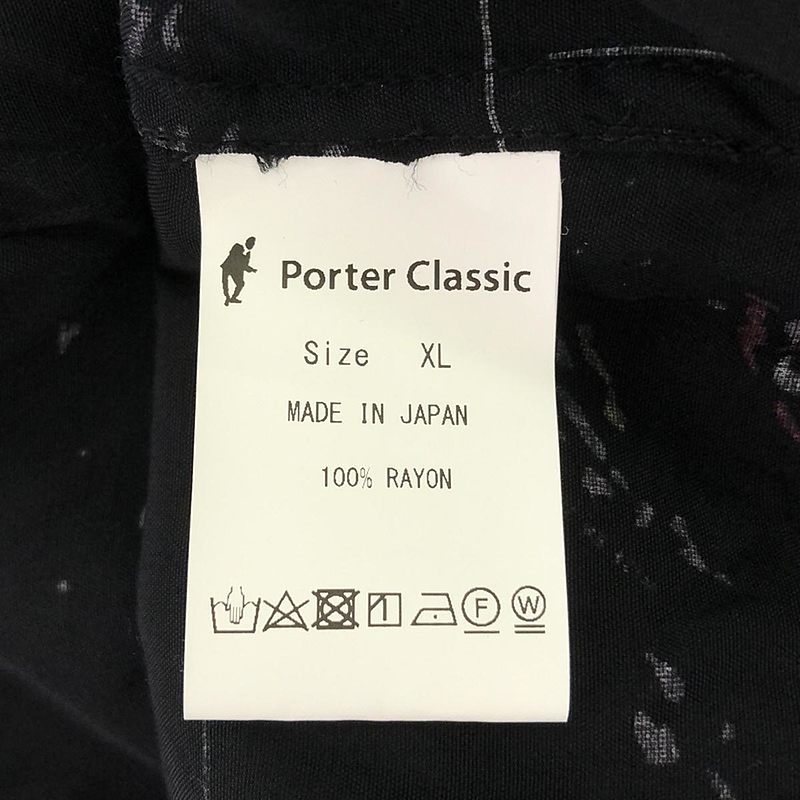 Porter Classic
Size XL
MADE IN JAPAN
100% RAYON
F W